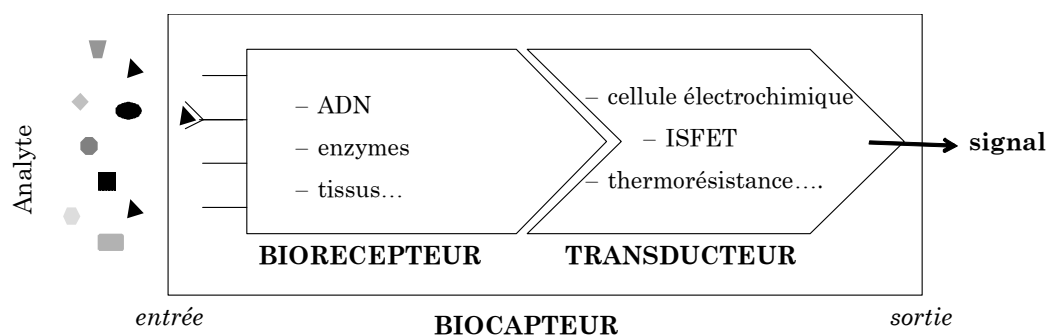 Analyte
– ADN
– enzymes
– tissus…
BIORECEPTEUR
– cellule électrochimique
– ISFET
– thermorésistance….
TRANSDUCTEUR
signal
entrée
BIOCAPTEUR
sortie